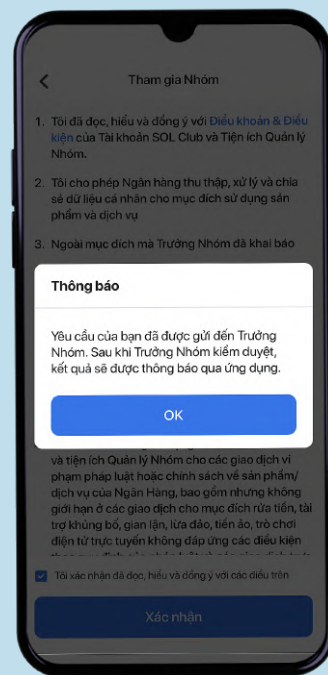 Tham gia Nhóm
1. Tôi đã đọc, hiểu và đồng ý với Điều khoản & Điều
kiện của Tài khoản SOL Club và Tiện ích Quản lý
Nhóm.
2. Tôi cho phép Ngân hàng thu thập, xử lý và chia
sẻ dữ liệu cá nhân cho mục đích sử dụng sản
phẩm và dịch vụ
3. Ngoài mục đích mà Trưởng Nhóm đã khai báo
Thông báo
Yêu cầu của bạn đã được gửi đến Trưởng
Nhóm. Sau khi Trưởng Nhóm kiểm duyệt,
kết quả sẽ được thông báo qua ứng dụng.
OK
và tiện ích Quản lý Nhóm cho các giao dịch vi
phạm pháp luật hoặc chính sách về sản phẩm/
dịch vụ của Ngân Hàng, bao gồm nhưng không
giới hạn ở các giao dịch cho mục đích rửa tiền, tài
trợ khủng bố, gian lận, lừa đảo, tiền ảo, trò chơi
điện tử trực tuyến không đáp ứng các điều kiện
Tôi xác nhận đã đọc, hiểu và đồng ý với các điều trên
Xác nhận